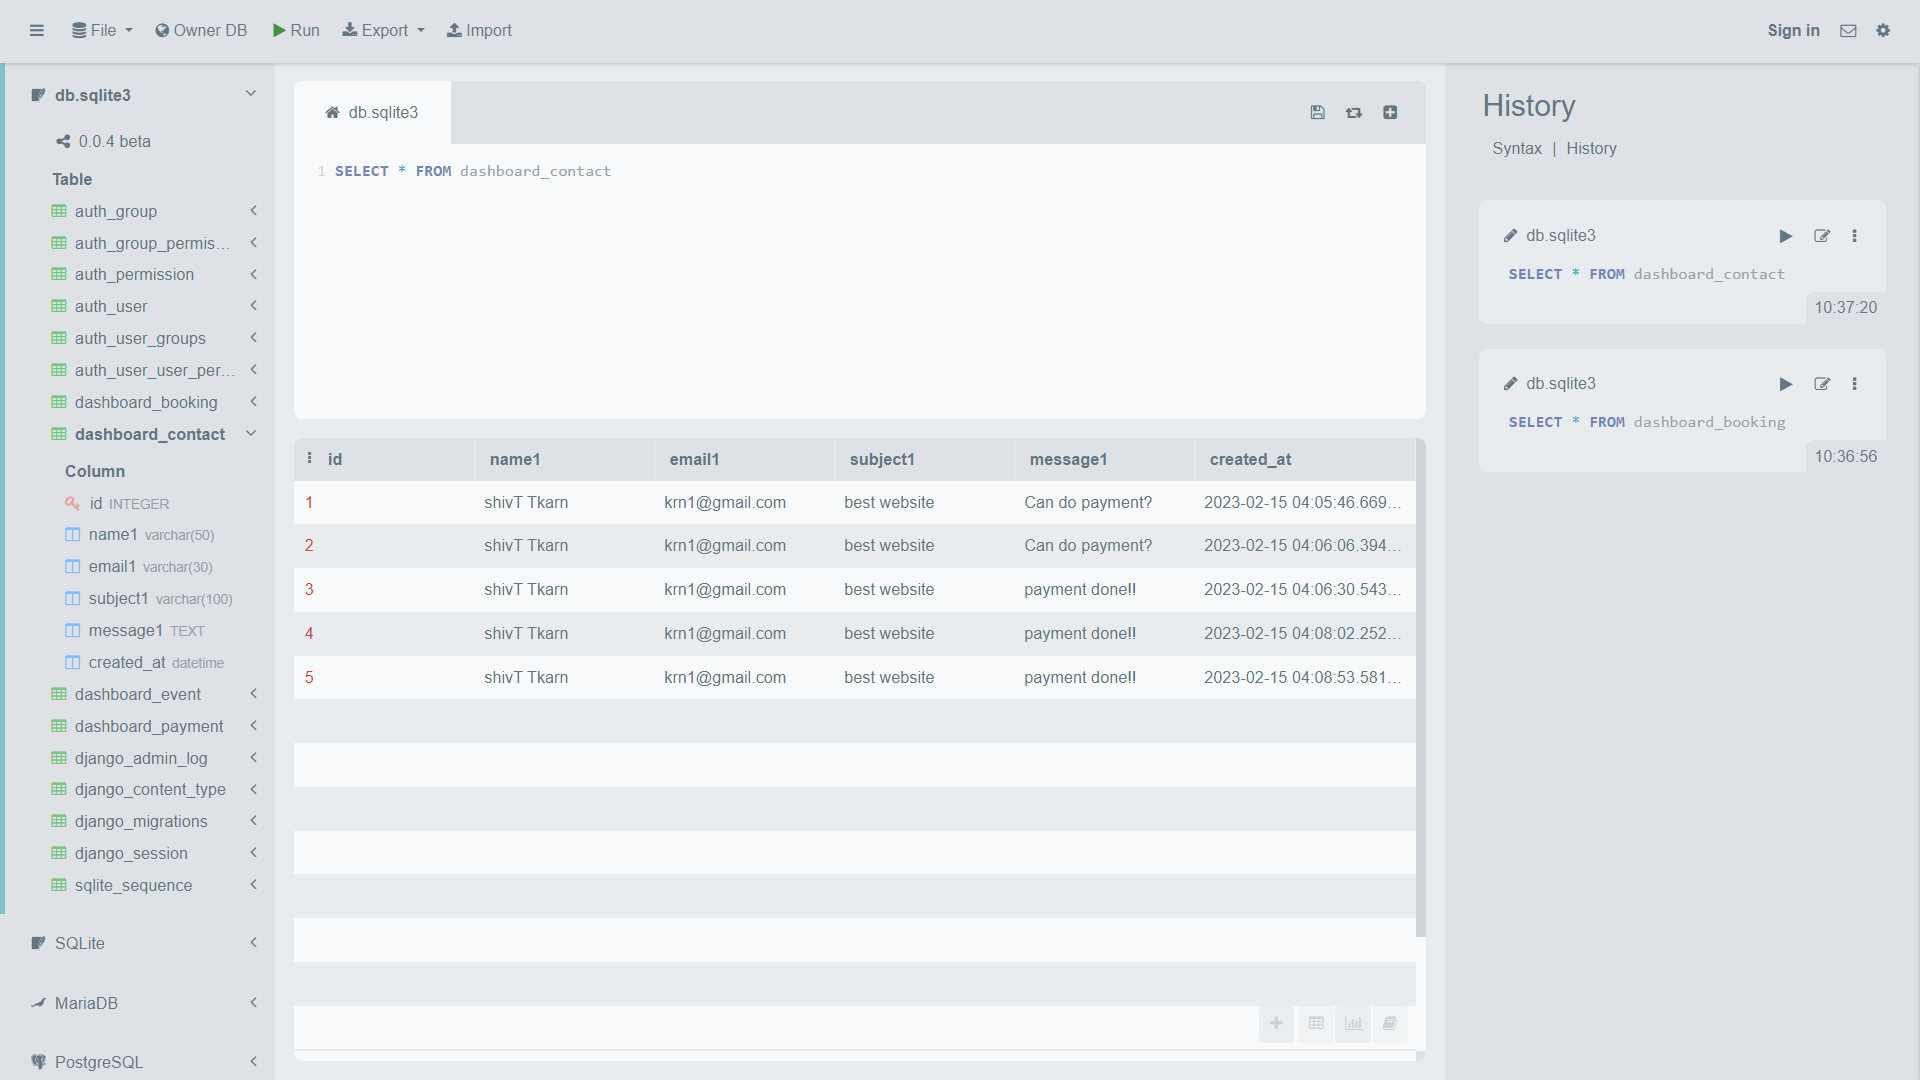 File
Owner DB
Run
Export
Import
Sign in
db.sqlite3
0.0.4 beta
Table
auth_group
auth_group_permis...
auth_permission
auth_user
auth_user_groups
auth_user_user_per...
dashboard_booking
dashboard_contact
Column
id INTEGER
name1 varchar(50)
email1 varchar(30)
subject1 varchar(100)
message1 TEXT
created_at datetime
dashboard_event
dashboard_payment
django_admin_log
django_content_type
django_migrations
django_session
sqlite_sequence
SQLite
MariaDB
PostgreSQL
db.sqlite3
1 SELECT * FROM dashboard_contact
id name1 email1 subject1 message1 created_at
1 shivT Tkarn krn1@gmail.com best website Can do payment? 2023-02-15 04:05:46.669...
2 shivT Tkarn krn1@gmail.com best website Can do payment? 2023-02-15 04:06:06.394...
3 shivT Tkarn krn1@gmail.com best website payment done!! 2023-02-15 04:06:30.543...
4 shivT Tkarn krn1@gmail.com best website payment done!! 2023-02-15 04:08:02.252...
5 shivT Tkarn krn1@gmail.com best website payment done!! 2023-02-15 04:08:53.581...
History
Syntax | History
db.sqlite3
SELECT * FROM dashboard_contact
10:37:20
db.sqlite3
SELECT * FROM dashboard_booking
10:36:56